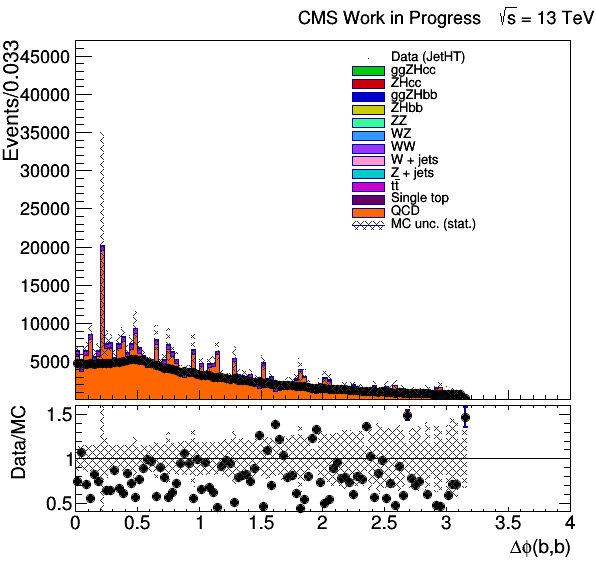 CMS Work in Progress √s = 13 TeV
Events/0.033
45000
40000
35000
30000
25000
20000
15000
10000
5000
Data (JetHT)
ggZHcc
ZHcc
ggZHbb
ZHbb
ZZ
WZ
WW
W + jets
Z + jets
tt̄
Single top
QCD
MC unc. (stat.)
Data/MC
1.5
1
0.5
0 0.5 1 1.5 2 2.5 3 3.5 4
Δϕ(b,b)